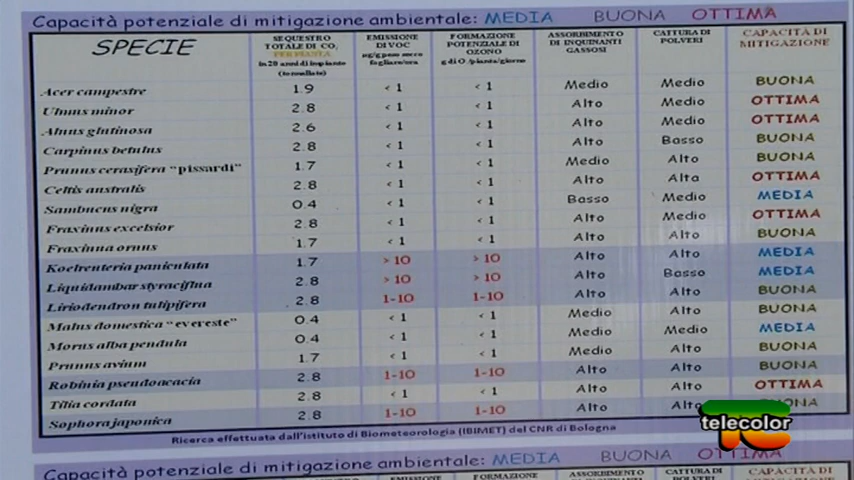 Capacità potenziale di mitigazione ambientale: MEDIA BUONA OTTIMA
SPECIE
SEQUESTRO TOTALE DI CO₂ PER PIANTA in 20 anni di impianto (tonnellate)
EMISSIONE DI VOC µg/g peso secco fogliare/ora
FORMAZIONE POTENZIALE DI OZONO g di O₃/pianta/giorno
ASSORBIMENTO DI INQUINANTI GASSOSI
CATTURA DI POLVERI
CAPACITÀ DI MITIGAZIONE
Acer campestre 1.9 < 1 < 1 Medio Medio BUONA
Ulmus minor 2.8 < 1 < 1 Alto Medio OTTIMA
Alnus glutinosa 2.6 < 1 < 1 Alto Medio OTTIMA
Carpinus betulus 2.8 < 1 < 1 Alto Basso BUONA
Prunus cerasifera "pissardi" 1.7 < 1 < 1 Medio Alto BUONA
Celtis australis 2.8 < 1 < 1 Alto Alta OTTIMA
Sambucus nigra 0.4 < 1 < 1 Basso Medio MEDIA
Fraxinus excelsior 2.8 < 1 < 1 Alto Medio OTTIMA
Fraxinus ornus 1.7 < 1 < 1 Alto Alto BUONA
Koelreuteria paniculata 1.7 > 10 > 10 Alto Alto MEDIA
Liquidambar styraciflua 2.8 > 10 > 10 Alto Basso MEDIA
Liriodendron tulipifera 2.8 1-10 1-10 Alto Alto BUONA
Malus domestica "evereste" 0.4 < 1 < 1 Medio Alto BUONA
Morus alba pendula 0.4 < 1 < 1 Medio Medio MEDIA
Prunus avium 1.7 < 1 < 1 Medio Alto BUONA
Robinia pseudoacacia 2.8 1-10 1-10 Alto Alto BUONA
Tilia cordata 2.8 < 1 < 1 Alto Alto OTTIMA
Sophora japonica 2.8 1-10 1-10 Alto Alto BUONA
telecolor
Ricerca effettuata dall'istituto di Biometeorologia (IBIMET) del CNR di Bologna
Capacità potenziale di mitigazione ambientale: MEDIA BUONA OTTIMA
EMISSIONE FORMAZIONE ASSORBIMENTO CATTURA DI POLVERI CAPACITÀ DI